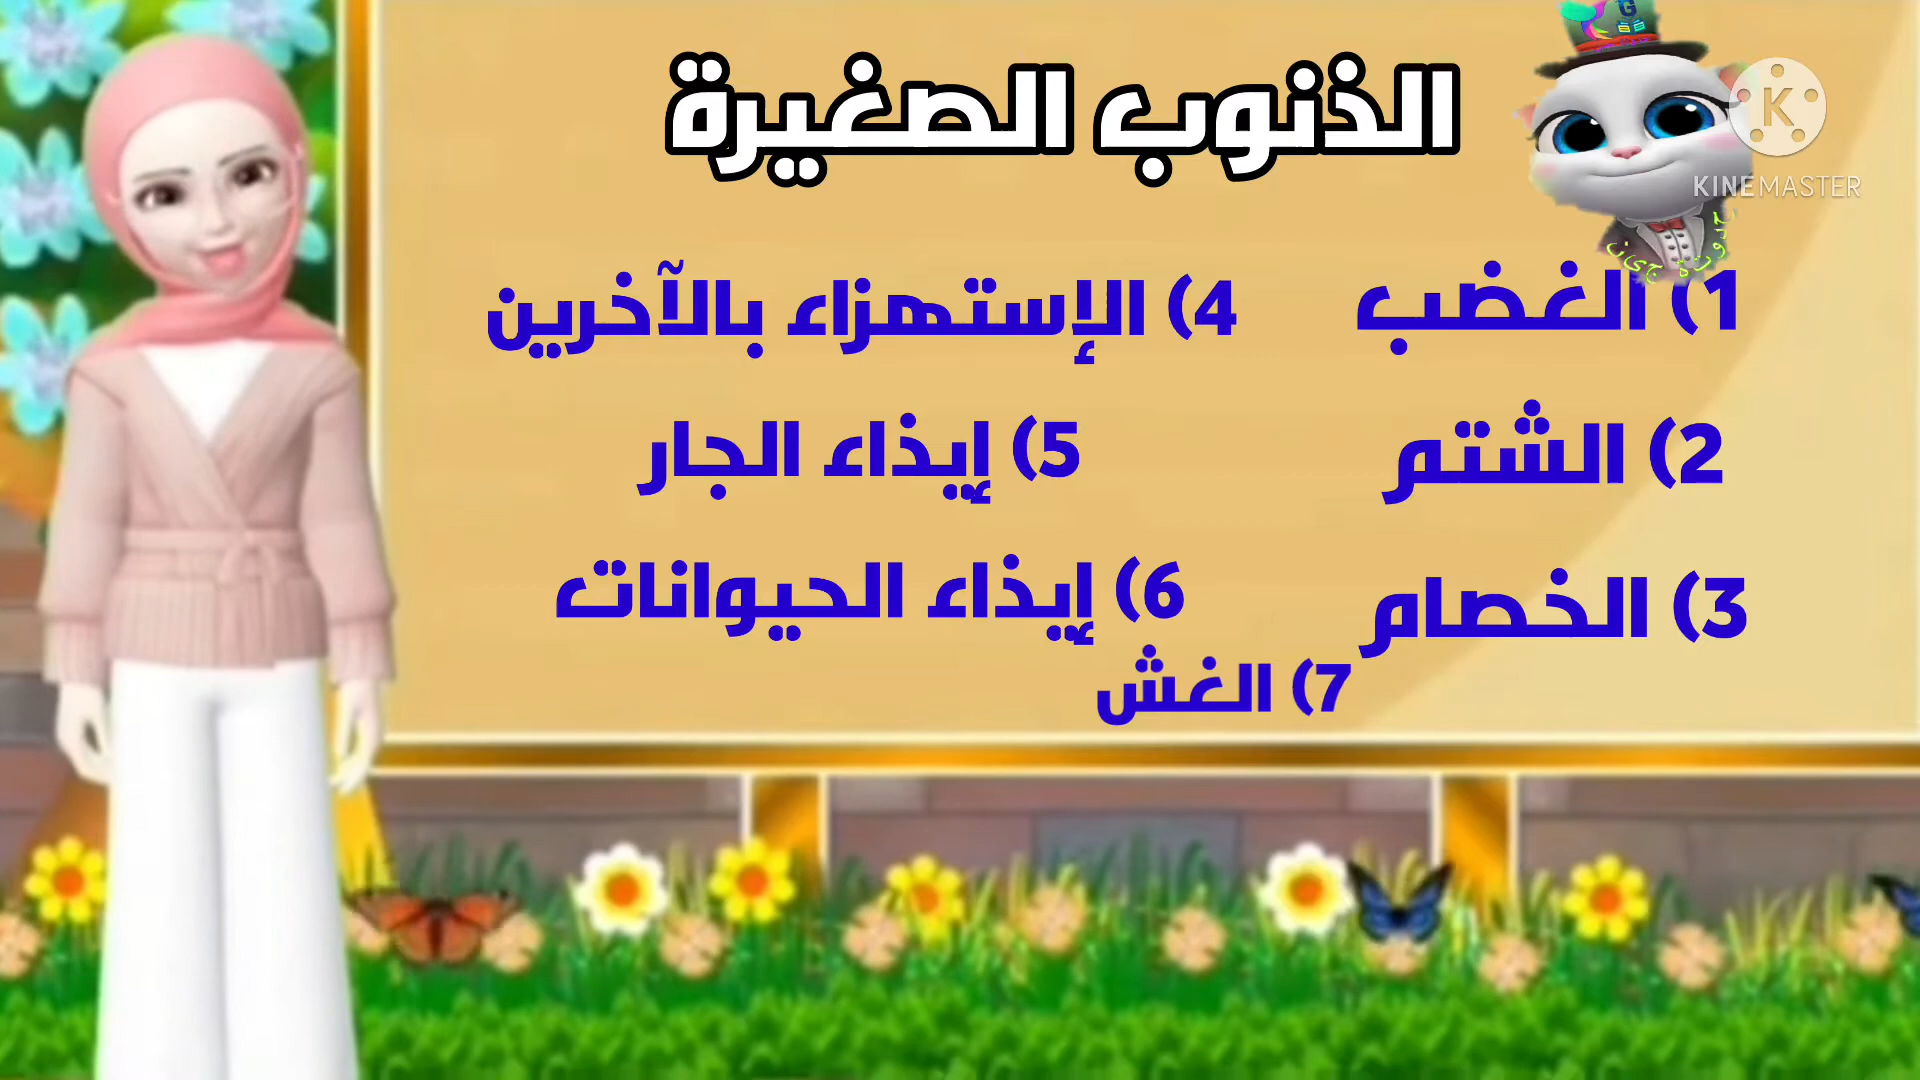 الذنوب الصغيرة
1) الغضب
2) الشتم
3) الخصام
4) الإستهزاء بالآخرين
5) إيذاء الجار
6) إيذاء الحيوانات
7) الغش
KINEMASTER